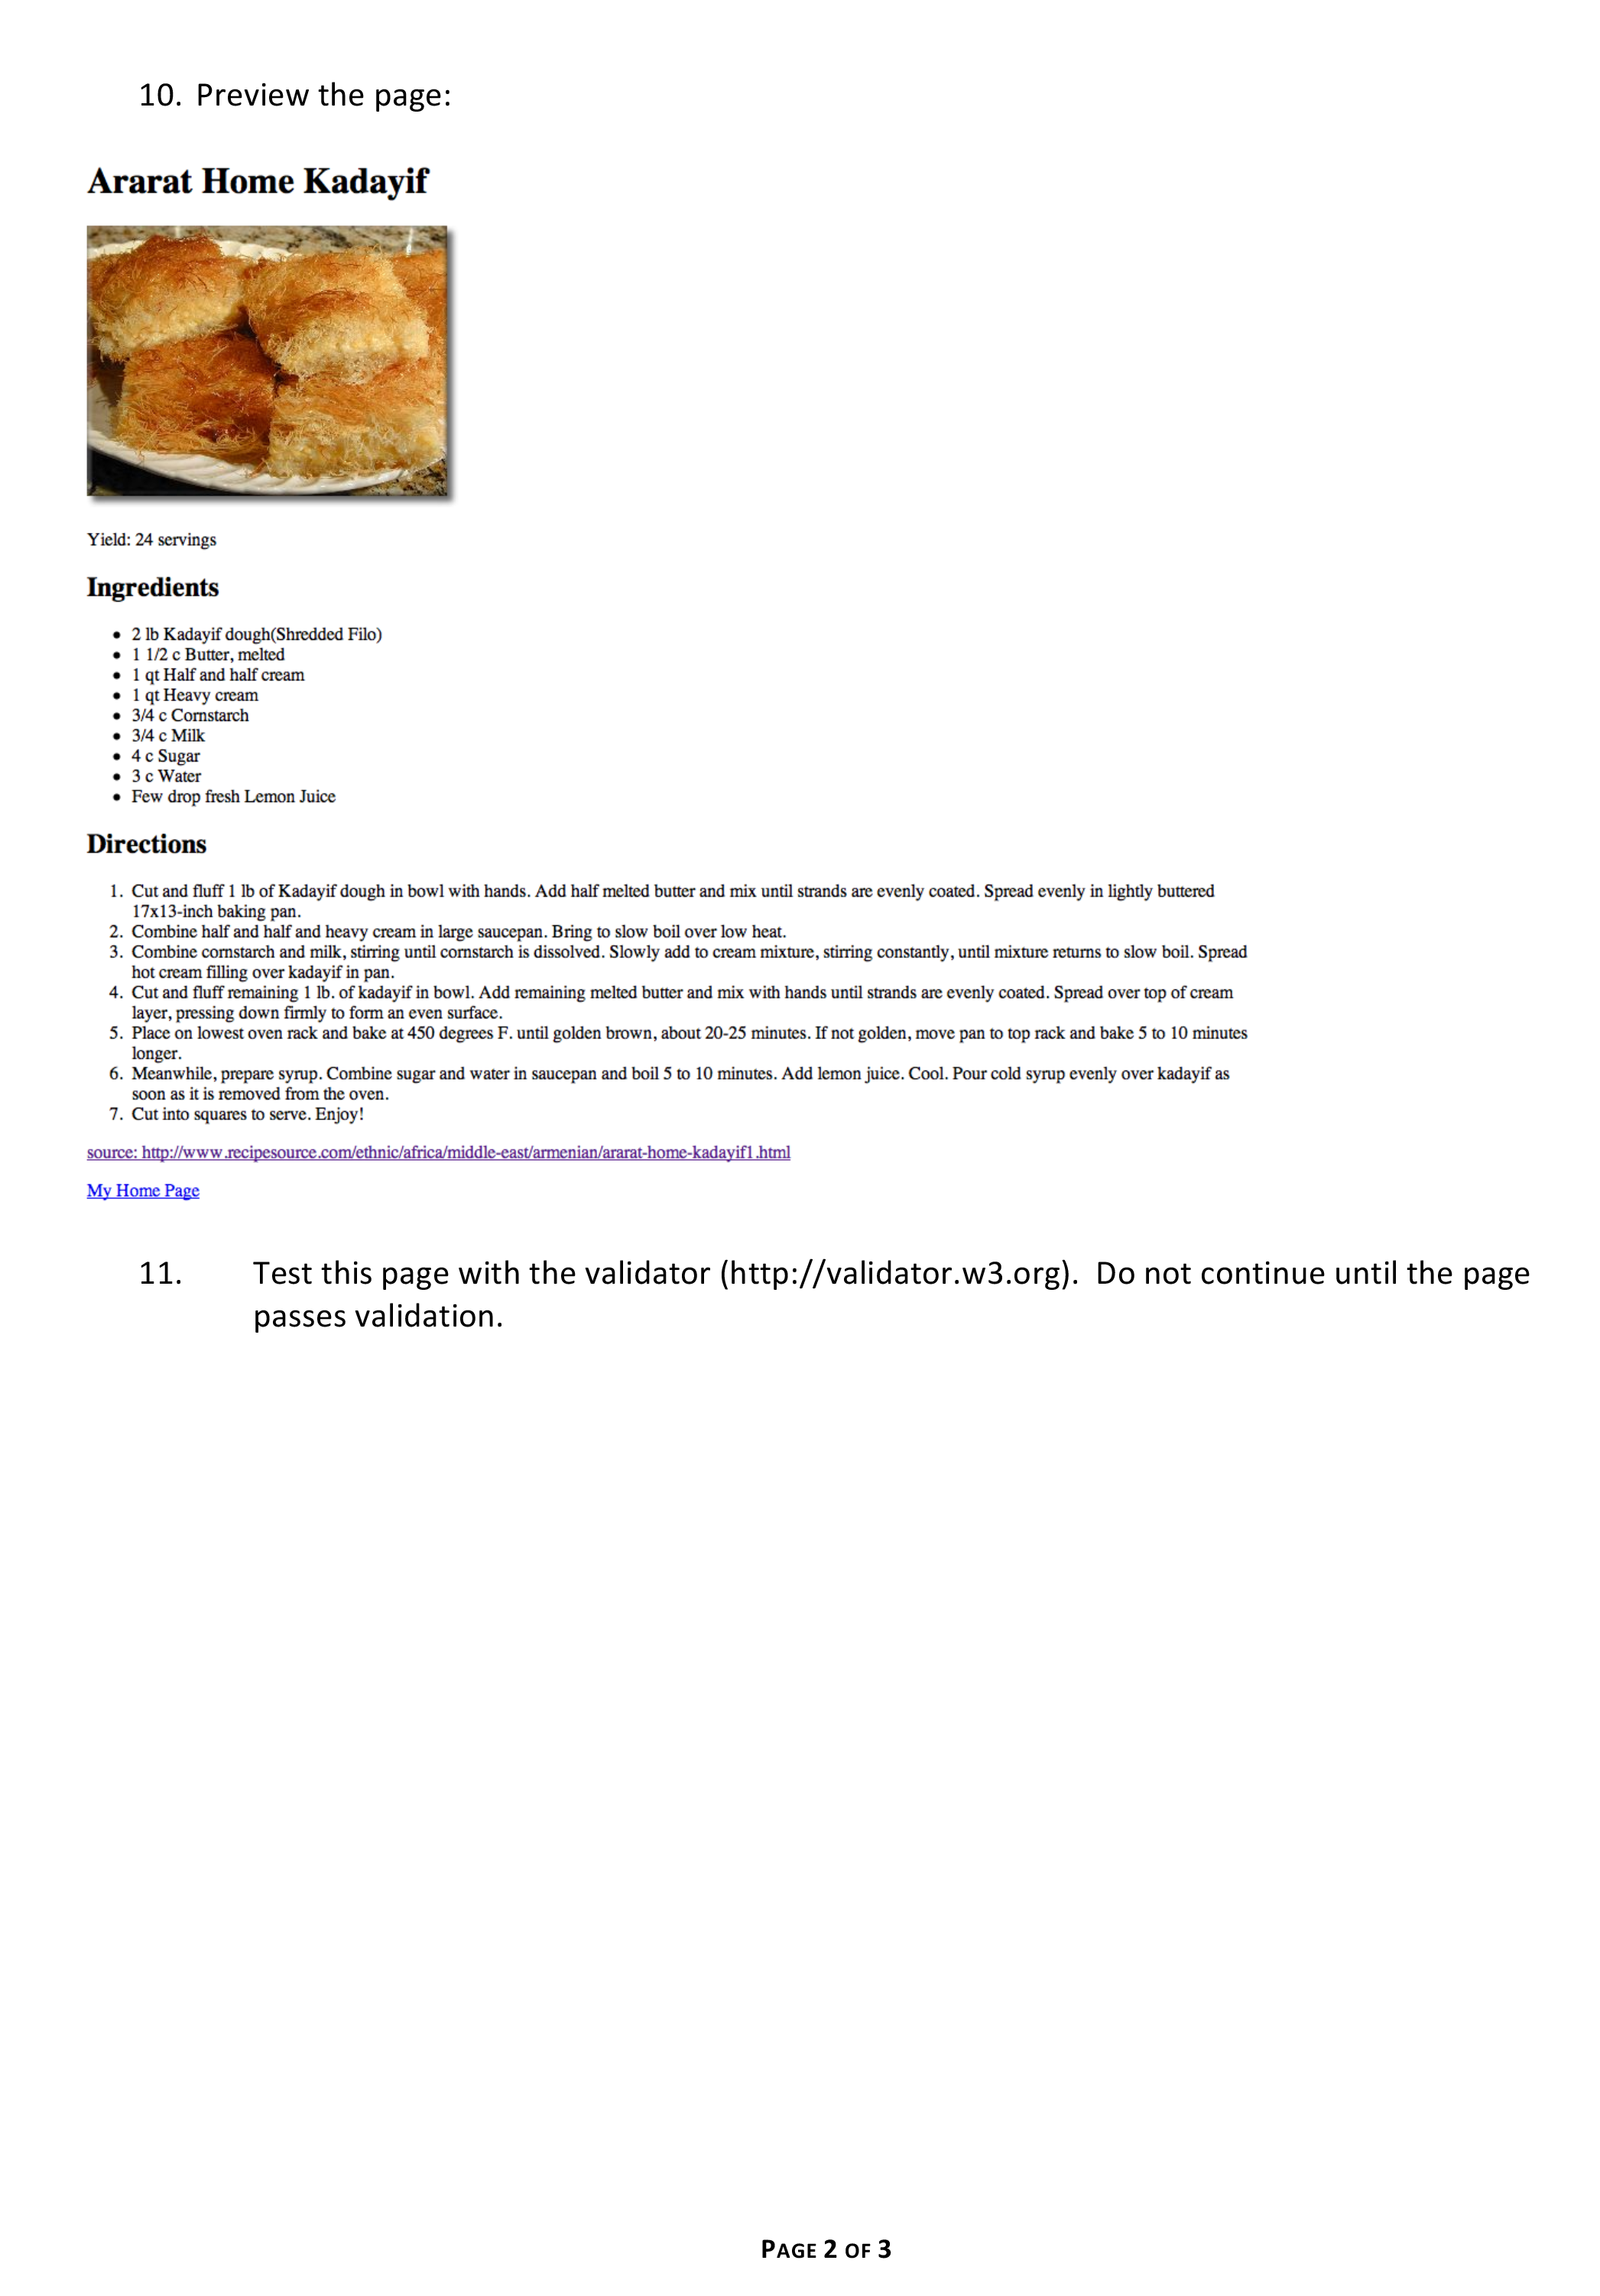 10. Preview the page:
Ararat Home Kadayif
Yield: 24 servings
Ingredients
• 2 lb Kadayif dough(Shredded Filo)
• 1 1/2 c Butter, melted
• 1 qt Half and half cream
• 1 qt Heavy cream
• 3/4 c Cornstarch
• 3/4 c Milk
• 4 c Sugar
• 3 c Water
• Few drop fresh Lemon Juice
Directions
1. Cut and fluff 1 lb of Kadayif dough in bowl with hands. Add half melted butter and mix until strands are evenly coated. Spread evenly in lightly buttered
17x13-inch baking pan.
2. Combine half and half and heavy cream in large saucepan. Bring to slow boil over low heat.
3. Combine cornstarch and milk, stirring until cornstarch is dissolved. Slowly add to cream mixture, stirring constantly, until mixture returns to slow boil. Spread
hot cream filling over kadayif in pan.
4. Cut and fluff remaining 1 lb. of kadayif in bowl. Add remaining melted butter and mix with hands until strands are evenly coated. Spread over top of cream
layer, pressing down firmly to form an even surface.
5. Place on lowest oven rack and bake at 450 degrees F. until golden brown, about 20-25 minutes. If not golden, move pan to top rack and bake 5 to 10 minutes
longer.
6. Meanwhile, prepare syrup. Combine sugar and water in saucepan and boil 5 to 10 minutes. Add lemon juice. Cool. Pour cold syrup evenly over kadayif as
soon as it is removed from the oven.
7. Cut into squares to serve. Enjoy!
source: http://www.recipesource.com/ethnic/africa/middle-east/armenian/ararat-home-kadayif1.html
My Home Page
11. Test this page with the validator (http://validator.w3.org). Do not continue until the page
passes validation.
PAGE 2 OF 3